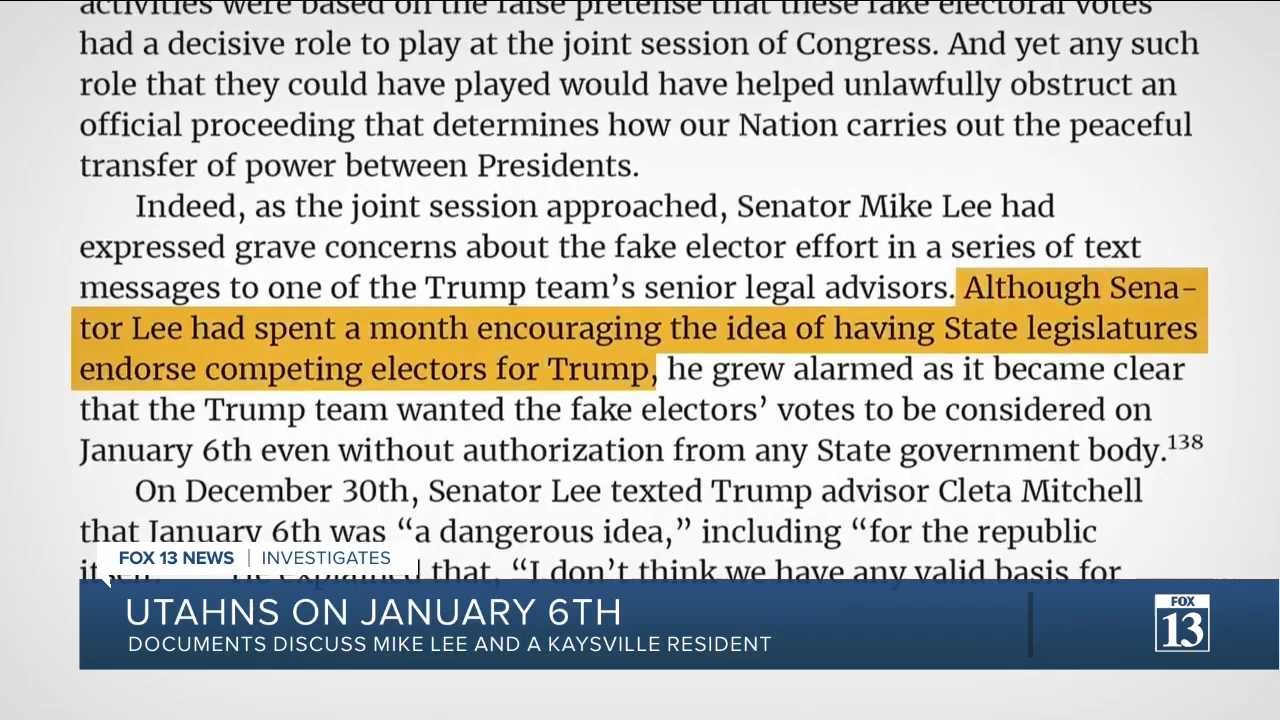 activities were based on the false pretense that these fake electoral votes
had a decisive role to play at the joint session of Congress. And yet any such
role that they could have played would have helped unlawfully obstruct an
official proceeding that determines how our Nation carries out the peaceful
transfer of power between Presidents.
Indeed, as the joint session approached, Senator Mike Lee had
expressed grave concerns about the fake elector effort in a series of text
messages to one of the Trump team’s senior legal advisors. Although Sena-
tor Lee had spent a month encouraging the idea of having State legislatures
endorse competing electors for Trump, he grew alarmed as it became clear
that the Trump team wanted the fake electors’ votes to be considered on
January 6th even without authorization from any State government body.¹³⁸
On December 30th, Senator Lee texted Trump advisor Cleta Mitchell
that January 6th was “a dangerous idea,” including “for the republic
that, “I don’t think we have any valid basis for
FOX 13 NEWS | INVESTIGATES
UTAHNS ON JANUARY 6TH
DOCUMENTS DISCUSS MIKE LEE AND A KAYSVILLE RESIDENT
FOX
13